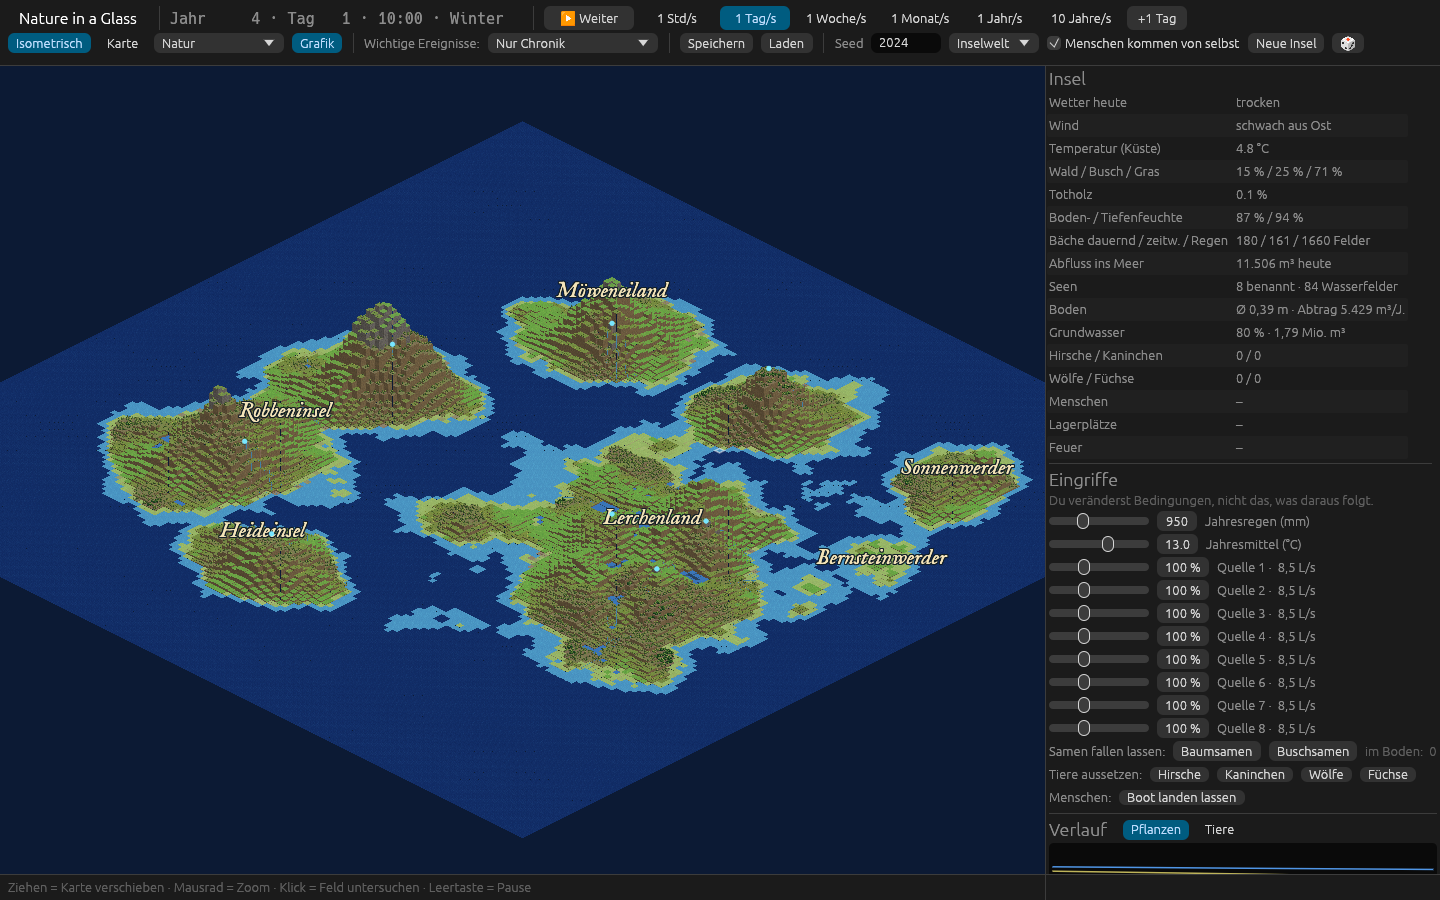 Nature in a Glass
Jahr 4 · Tag 1 · 10:00 · Winter
Weiter 1 Std/s 1 Tag/s 1 Woche/s 1 Monat/s 1 Jahr/s 10 Jahre/s +1 Tag
Isometrisch Karte Natur Grafik Wichtige Ereignisse: Nur Chronik Speichern Laden Seed 2024 Inselwelt Menschen kommen von selbst Neue Insel
Möweneiland
Robbeninsel
Sonnenwerder
Lerchenland
Heideinsel
Bernsteinwerder
Insel
Wetter heute trocken
Wind schwach aus Ost
Temperatur (Küste) 4.8 °C
Wald / Busch / Gras 15 % / 25 % / 71 %
Totholz 0.1 %
Boden- / Tiefenfeuchte 87 % / 94 %
Bäche dauernd / zeitw. / Regen 180 / 161 / 1660 Felder
Abfluss ins Meer 11.506 m³ heute
Seen 8 benannt · 84 Wasserfelder
Boden Ø 0,39 m · Abtrag 5.429 m³/J.
Grundwasser 80 % · 1,79 Mio. m³
Hirsche / Kaninchen 0 / 0
Wölfe / Füchse 0 / 0
Menschen –
Lagerplätze –
Feuer –
Eingriffe
Du veränderst Bedingungen, nicht das, was daraus folgt.
950 Jahresregen (mm)
13.0 Jahresmittel (°C)
100 % Quelle 1 · 8,5 L/s
100 % Quelle 2 · 8,5 L/s
100 % Quelle 3 · 8,5 L/s
100 % Quelle 4 · 8,5 L/s
100 % Quelle 5 · 8,5 L/s
100 % Quelle 6 · 8,5 L/s
100 % Quelle 7 · 8,5 L/s
100 % Quelle 8 · 8,5 L/s
Samen fallen lassen: Baumsamen Buschsamen im Boden: 0
Tiere aussetzen: Hirsche Kaninchen Wölfe Füchse
Menschen: Boot landen lassen
Verlauf Pflanzen Tiere
Ziehen = Karte verschieben · Mausrad = Zoom · Klick = Feld untersuchen · Leertaste = Pause